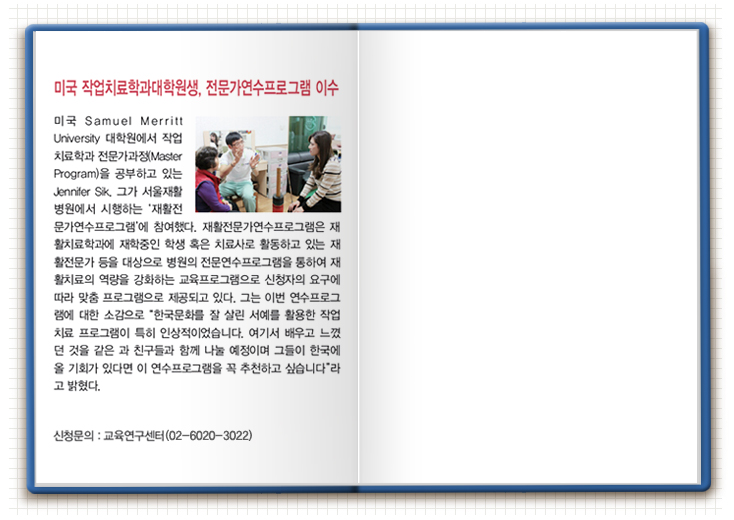 미국 작업치료학과대학원생, 전문가연수프로그램 이수
미국 Samuel Merritt
University 대학원에서 작업
치료학과 전문가과정(Master
Program)을 공부하고 있는
Jennifer Sik. 그가 서울재활
병원에서 시행하는 ‘재활전
문가연수프로그램’에 참여했다. 재활전문가연수프로그램은 재
활치료학과에 재학중인 학생 혹은 치료사로 활동하고 있는 재
활전문가 등을 대상으로 병원의 전문연수프로그램을 통하여 재
활치료의 역량을 강화하는 교육프로그램으로 신청자의 요구에
따라 맞춤 프로그램으로 제공되고 있다. 그는 이번 연수프로그
램에 대한 소감으로 “한국문화를 잘 살린 서예를 활용한 작업
치료 프로그램이 특히 인상적이었습니다. 여기서 배우고 느꼈
던 것을 같은 과 친구들과 함께 나눌 예정이며 그들이 한국에
올 기회가 있다면 이 연수프로그램을 꼭 추천하고 싶습니다”라
고 밝혔다.
신청문의 : 교육연구센터(02-6020-3022)